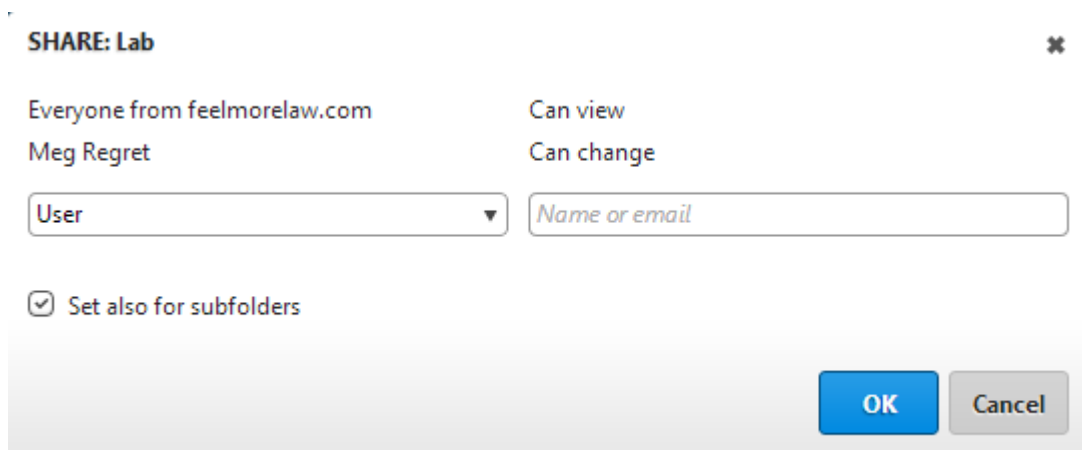 SHARE: Lab
Everyone from feelmorelaw.com Can view
Meg Regret Can change
User Name or email
Set also for subfolders
OK Cancel